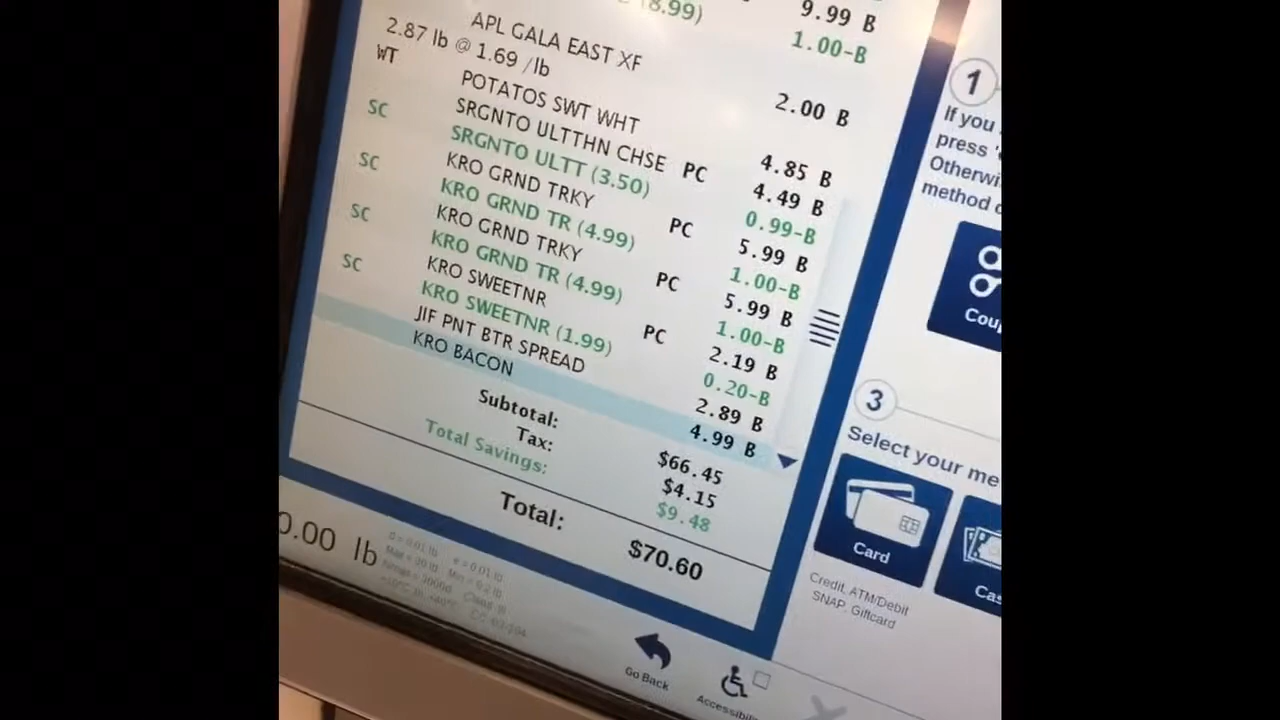 (8.99)
9.99 B
1.00-B
APL GALA EAST XF 2.00 B
2.87 lb @ 1.69 /lb
WT POTATOS SWT WHT 4.85 B
SRGNTO ULTTHN CHSE PC 4.49 B
SC SRGNTO ULTT (3.50) 0.99-B
KRO GRND TRKY PC 5.99 B
SC KRO GRND TR (4.99) 1.00-B
KRO GRND TRKY PC 5.99 B
SC KRO GRND TR (4.99) 1.00-B
KRO SWEETNR PC 2.19 B
SC KRO SWEETNR (1.99) 0.20-B
JIF PNT BTR SPREAD 2.89 B
KRO BACON 4.99 B
Subtotal: $66.45
Tax: $4.15
Total Savings: $9.48
Total: $70.60
0.00 lb
Go Back
1
If you
press
Otherwi
method
Coup
3
Select your me
Card
Cas
Credit, ATM/Debit
SNAP, Giftcard
Accessibili